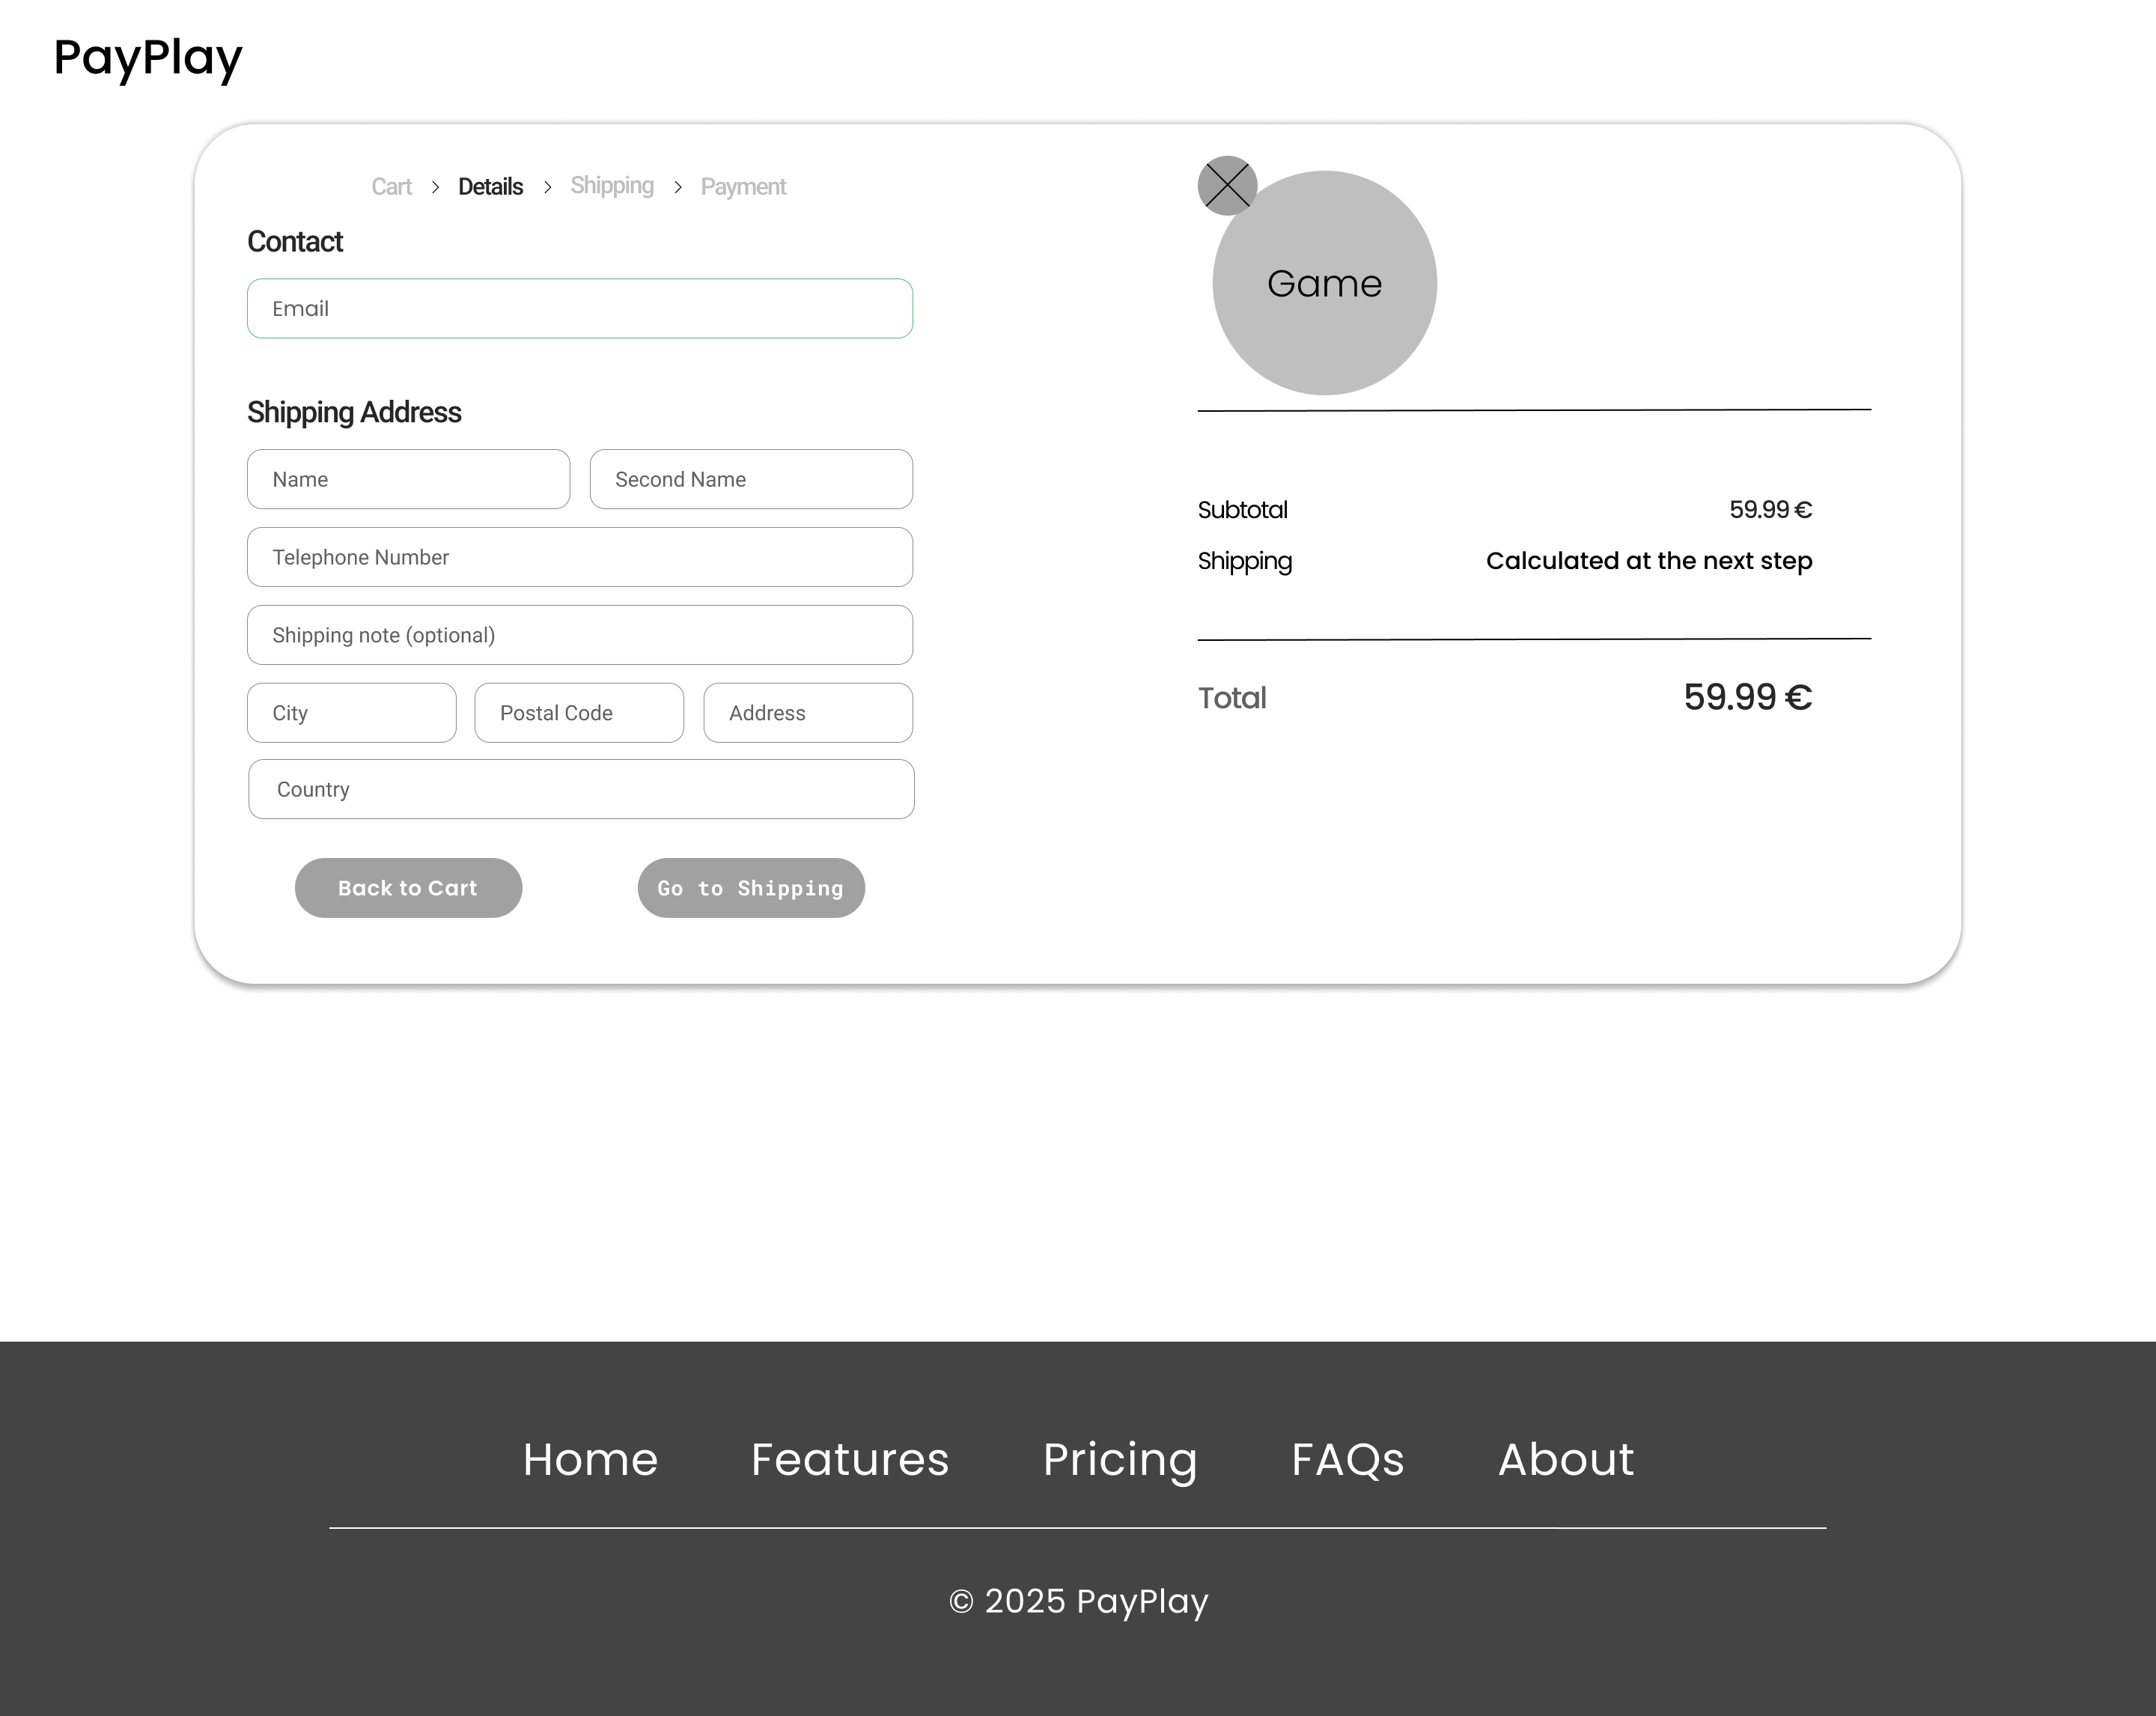 PayPlay
Cart > Details > Shipping > Payment
Contact
Email
Shipping Address
Name Second Name
Telephone Number
Shipping note (optional)
City Postal Code Address
Country
Back to Cart Go to Shipping
Game
Subtotal 59.99 €
Shipping Calculated at the next step
Total 59.99 €
Home Features Pricing FAQs About
© 2025 PayPlay